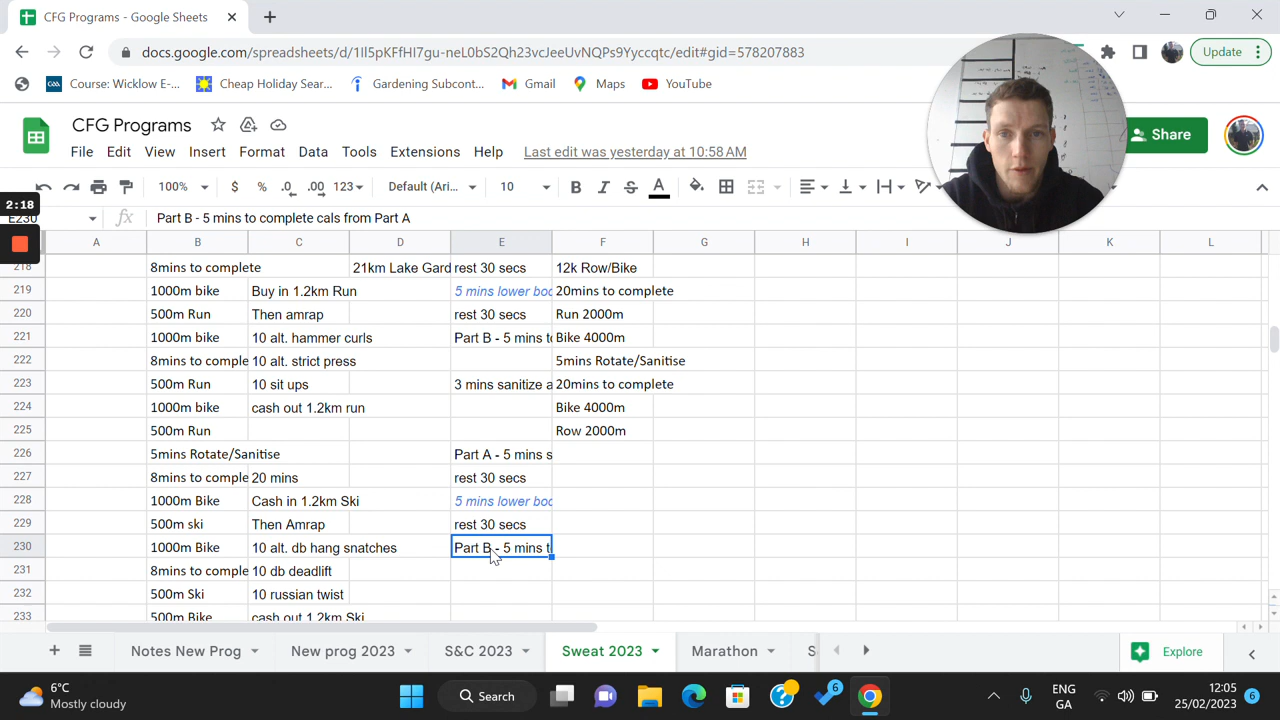 CFG Programs - Google Sheets
docs.google.com/spreadsheets/d/1Il5pKFfHI7gu-neL0bS2Qh23vcJeeUvNQPs9Yyccqtc/edit#gid=578207883
Update
Course: Wicklow E-... Cheap Holiday Sear... Gardening Subcont... Gmail Maps YouTube
CFG Programs
Share
File Edit View Insert Format Data Tools Extensions Help Last edit was yesterday at 10:58 AM
100% $ % .0 .00 123 Default (Ari... 10 B I S A
2:18
E230 fx Part B - 5 mins to complete cals from Part A
A B C D E F G H I J K L
218 8mins to complete 21km Lake Gard rest 30 secs 12k Row/Bike
219 1000m bike Buy in 1.2km Run 5 mins lower bod 20mins to complete
220 500m Run Then amrap rest 30 secs Run 2000m
221 1000m bike 10 alt. hammer curls Part B - 5 mins to Bike 4000m
222 8mins to comple 10 alt. strict press 5mins Rotate/Sanitise
223 500m Run 10 sit ups 3 mins sanitize a 20mins to complete
224 1000m bike cash out 1.2km run Bike 4000m
225 500m Run Row 2000m
226 5mins Rotate/Sanitise Part A - 5 mins s
227 8mins to comple 20 mins rest 30 secs
228 1000m Bike Cash in 1.2km Ski 5 mins lower bod
229 500m ski Then Amrap rest 30 secs
230 1000m Bike 10 alt. db hang snatches Part B - 5 mins t
231 8mins to comple 10 db deadlift
232 500m Ski 10 russian twist
233 500m Bike cash out 1.2km Ski
Notes New Prog New prog 2023 S&C 2023 Sweat 2023 Marathon S Explore
6°C
Mostly cloudy
Search
6
ENG
GA
12:05
25/02/2023
6